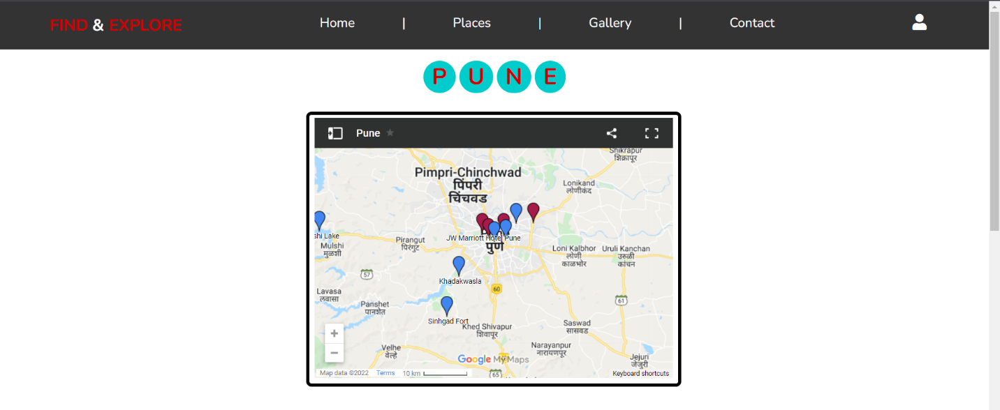 FIND & EXPLORE
Home | Places | Gallery | Contact
P U N E
Pune
Shikrapur
शिक्रापूर
Pimpri-Chinchwad
पिंपरी
चिंचवड
Lonikand
लोणीकंद
shi Lake
Mulshi
मुळशी
Pirangut
पिरंगुट
JW Marriott Hotel Pune
पुणे
Loni Kalbhor
लोणी
काळभोर
Uruli Kanchan
उरुळी
कांचन
57
Khadakwasla
60
Lavasa
लवासा
61
Panshet
पानशेत
Sinhgad Fort
Khed Shivapur
शिवापूर
Saswad
सासवड
+
−
Velhe
वेल्हे
Narayanpur
नारायणपूर
Google My Maps
Jejuri
जेजुरी
65
Map data ©2022 Terms 10 km
Keyboard shortcuts